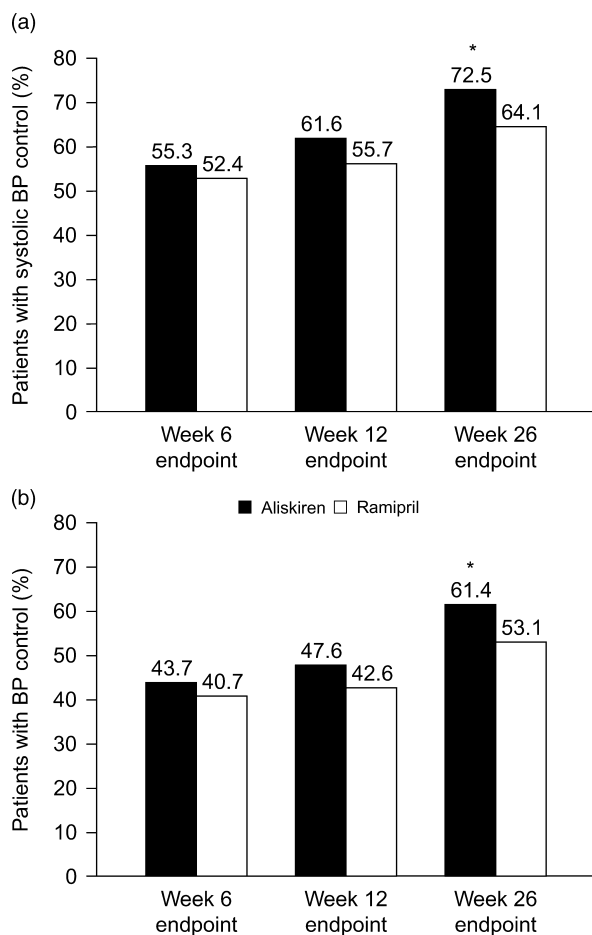 (a)
Patients with systolic BP control (%)
80
70
60
50
40
30
20
10
0
55.3
52.4
61.6
55.7
*
72.5
64.1
Week 6
endpoint
Week 12
endpoint
Week 26
endpoint
(b)
Aliskiren Ramipril
Patients with BP control (%)
80
70
60
50
40
30
20
10
0
43.7
40.7
47.6
42.6
*
61.4
53.1
Week 6
endpoint
Week 12
endpoint
Week 26
endpoint